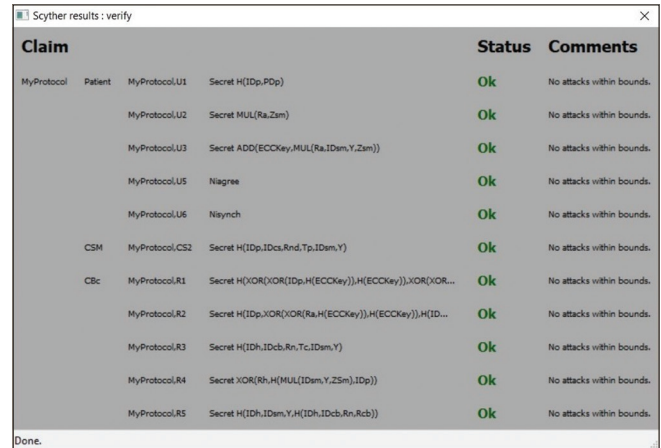 Scyther results : verify
Claim Status Comments
MyProtocol Patient MyProtocol,U1 Secret H(IDp,PDp) Ok No attacks within bounds.
MyProtocol,U2 Secret MUL(Ra,Zsm) Ok No attacks within bounds.
MyProtocol,U3 Secret ADD(ECCKey,MUL(Ra,IDsm,Y,Zsm)) Ok No attacks within bounds.
MyProtocol,U5 Niagree Ok No attacks within bounds.
MyProtocol,U6 Nisynch Ok No attacks within bounds.
CSM MyProtocol,CS2 Secret H(IDp,IDcs,Rnd,Tp,IDsm,Y) Ok No attacks within bounds.
CBc MyProtocol,R1 Secret H(XOR(XOR(IDp,H(ECCKey)),H(ECCKey)),XOR(XOR... Ok No attacks within bounds.
MyProtocol,R2 Secret H(IDp,XOR(XOR(Ra,H(ECCKey)),H(ECCKey)),H(ID... Ok No attacks within bounds.
MyProtocol,R3 Secret H(IDh,IDcb,Rn,Tc,IDsm,Y) Ok No attacks within bounds.
MyProtocol,R4 Secret XOR(Rh,H(MUL(IDsm,Y,ZSm),IDp)) Ok No attacks within bounds.
MyProtocol,R5 Secret H(IDh,IDsm,Y,H(IDh,IDcb,Rn,Rcb)) Ok No attacks within bounds.
Done.